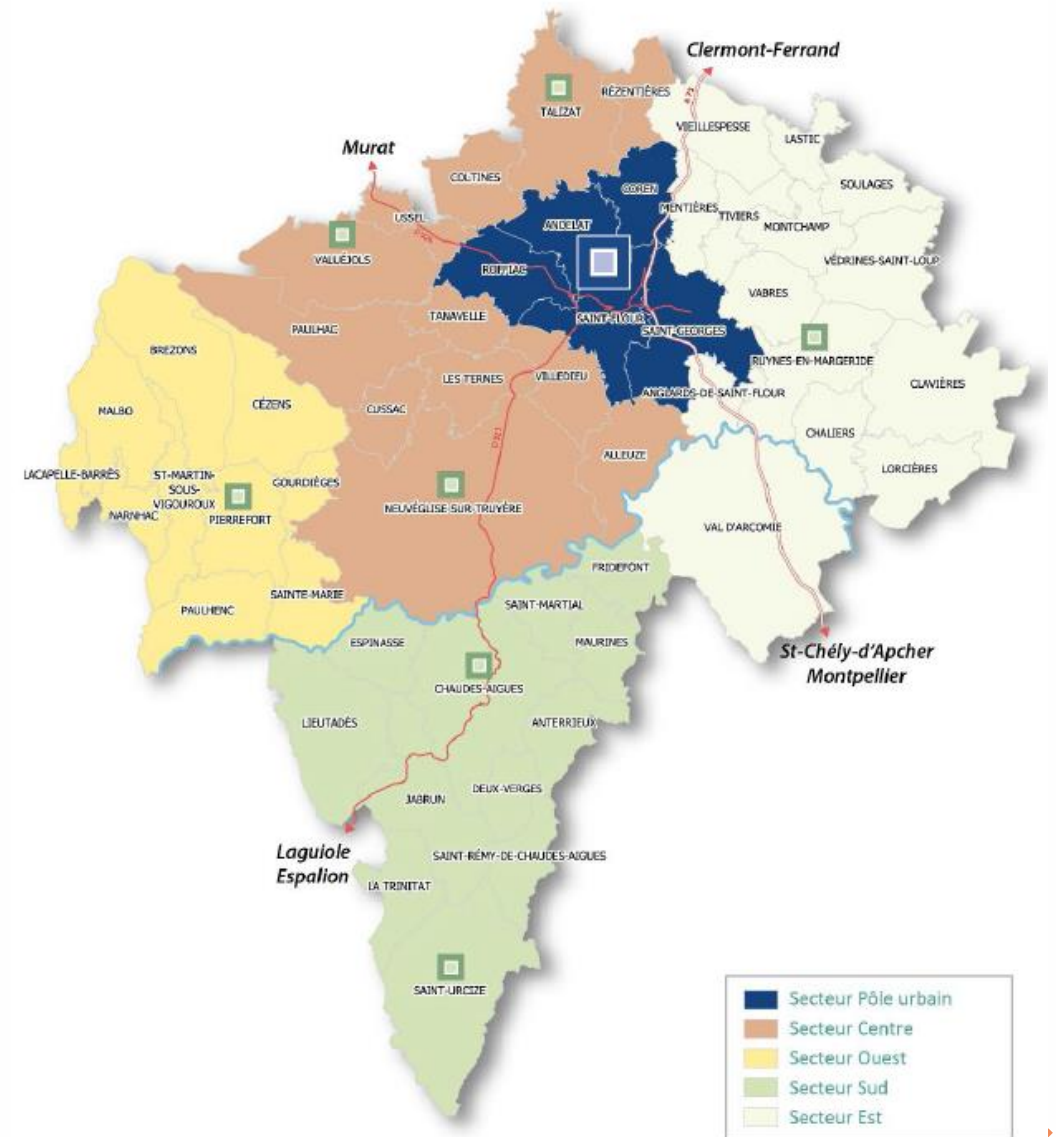 Clermont-Ferrand
A 75
RÉZENTIÈRES
TALIZAT
VIEILLESPESSE
LASTIC
Murat
COLTINES
SOULAGES
COREN
MENTIÈRES
TIVIERS
USSEL
ANDELAT
MONTCHAMP
D926
VALUÉJOLS
VÉDRINES-SAINT-LOUP
ROFFIAC
VABRES
TANAVELLE
SAINT-FLOUR
PAULHAC
SAINT-GEORGES
BREZONS
RUYNES-EN-MARGERIDE
LES TERNES
VILLEDIEU
CLAVIÈRES
ANGLARDS-DE-SAINT-FLOUR
CÉZENS
MALBO
CUSSAC
CHALIERS
D921
ALLEUZE
LORCIÈRES
LACAPELLE-BARRÈS
ST-MARTIN-
SOUS-
VIGOUROUX
GOURDIÈGES
NARNHAC
PIERREFORT
NEUVÉGLISE-SUR-TRUYÈRE
VAL D'ARCOMIE
FRIDEFONT
SAINTE-MARIE
PAULHENC
SAINT-MARTIAL
ESPINASSE
MAURINES
St-Chély-d'Apcher
Montpellier
CHAUDES-AIGUES
LIEUTADÈS
ANTERRIEUX
DEUX-VERGES
JABRUN
Laguiole
Espalion
SAINT-RÉMY-DE-CHAUDES-AIGUES
LA TRINITAT
SAINT-URCIZE
Secteur Pôle urbain
Secteur Centre
Secteur Ouest
Secteur Sud
Secteur Est